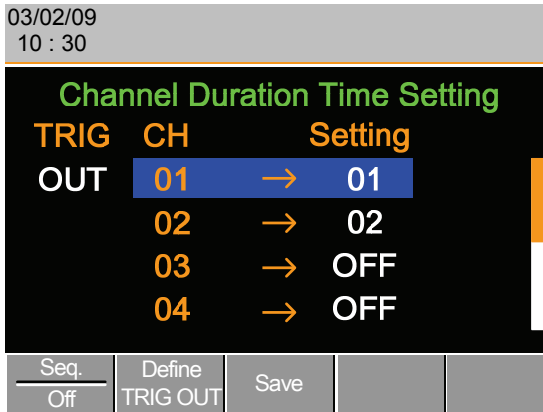 03/02/09
10 : 30
Channel Duration Time Setting
TRIG CH Setting
OUT 01 → 01
02 → 02
03 → OFF
04 → OFF
Seq.
Off
Define
TRIG OUT
Save